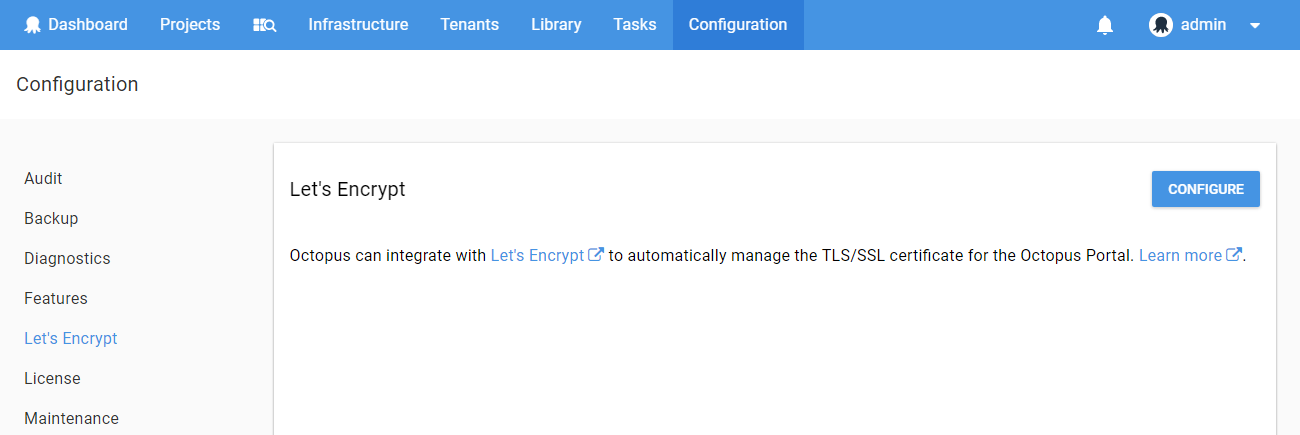 Dashboard Projects Infrastructure Tenants Library Tasks Configuration admin
Configuration
Audit
Backup
Diagnostics
Features
Let's Encrypt
License
Maintenance
Let's Encrypt CONFIGURE
Octopus can integrate with Let's Encrypt to automatically manage the TLS/SSL certificate for the Octopus Portal. Learn more.